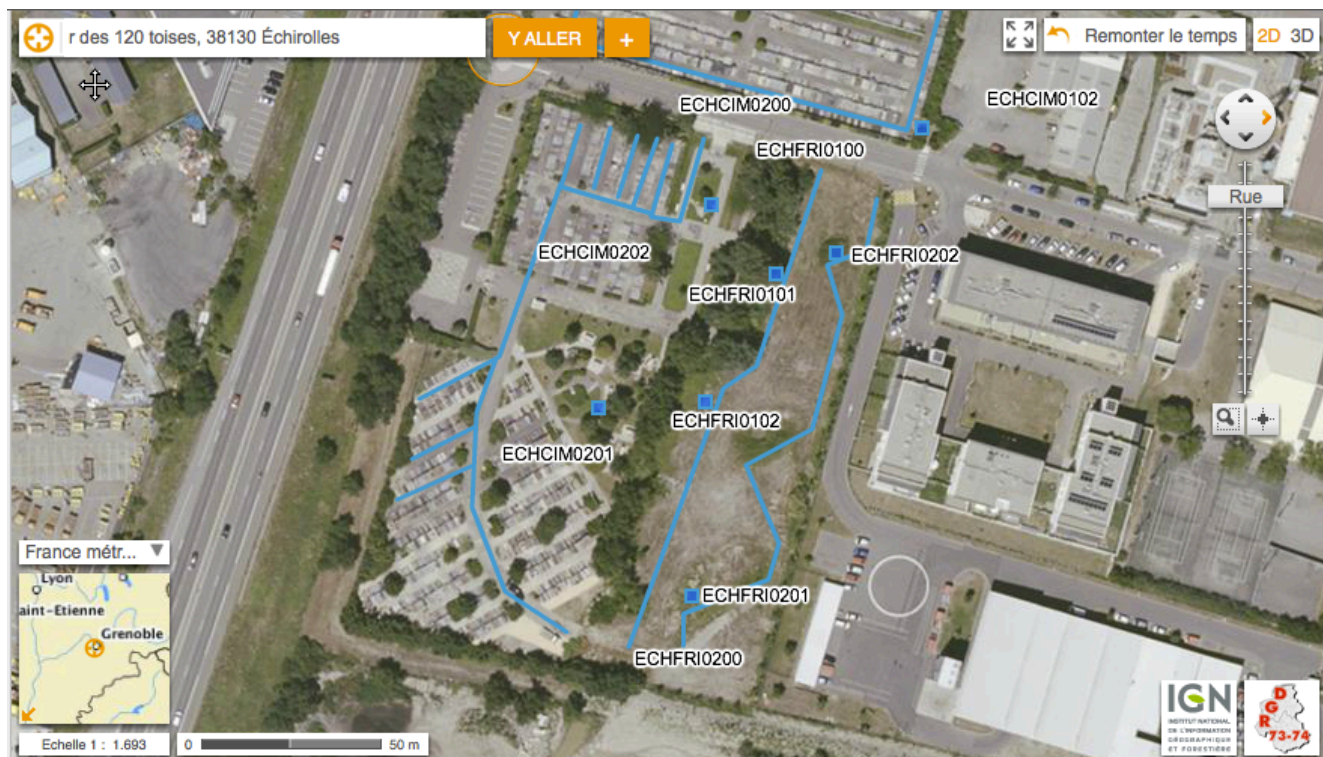 r des 120 toises, 38130 Échirolles
Y ALLER
+
Remonter le temps
2D 3D
ECHCIM0200
ECHCIM0102
ECHFRI0100
Rue
ECHCIM0202
ECHFRI0202
ECHFRI0101
ECHFRI0102
ECHCIM0201
France métr...
Lyon
aint-Etienne
Grenoble
ECHFRI0201
ECHFRI0200
IGN
INSTITUT NATIONAL
DE L'INFORMATION
GÉOGRAPHIQUE
ET FORESTIÈRE
D
G
R
73-74
Echelle 1 : 1.693
0 50 m